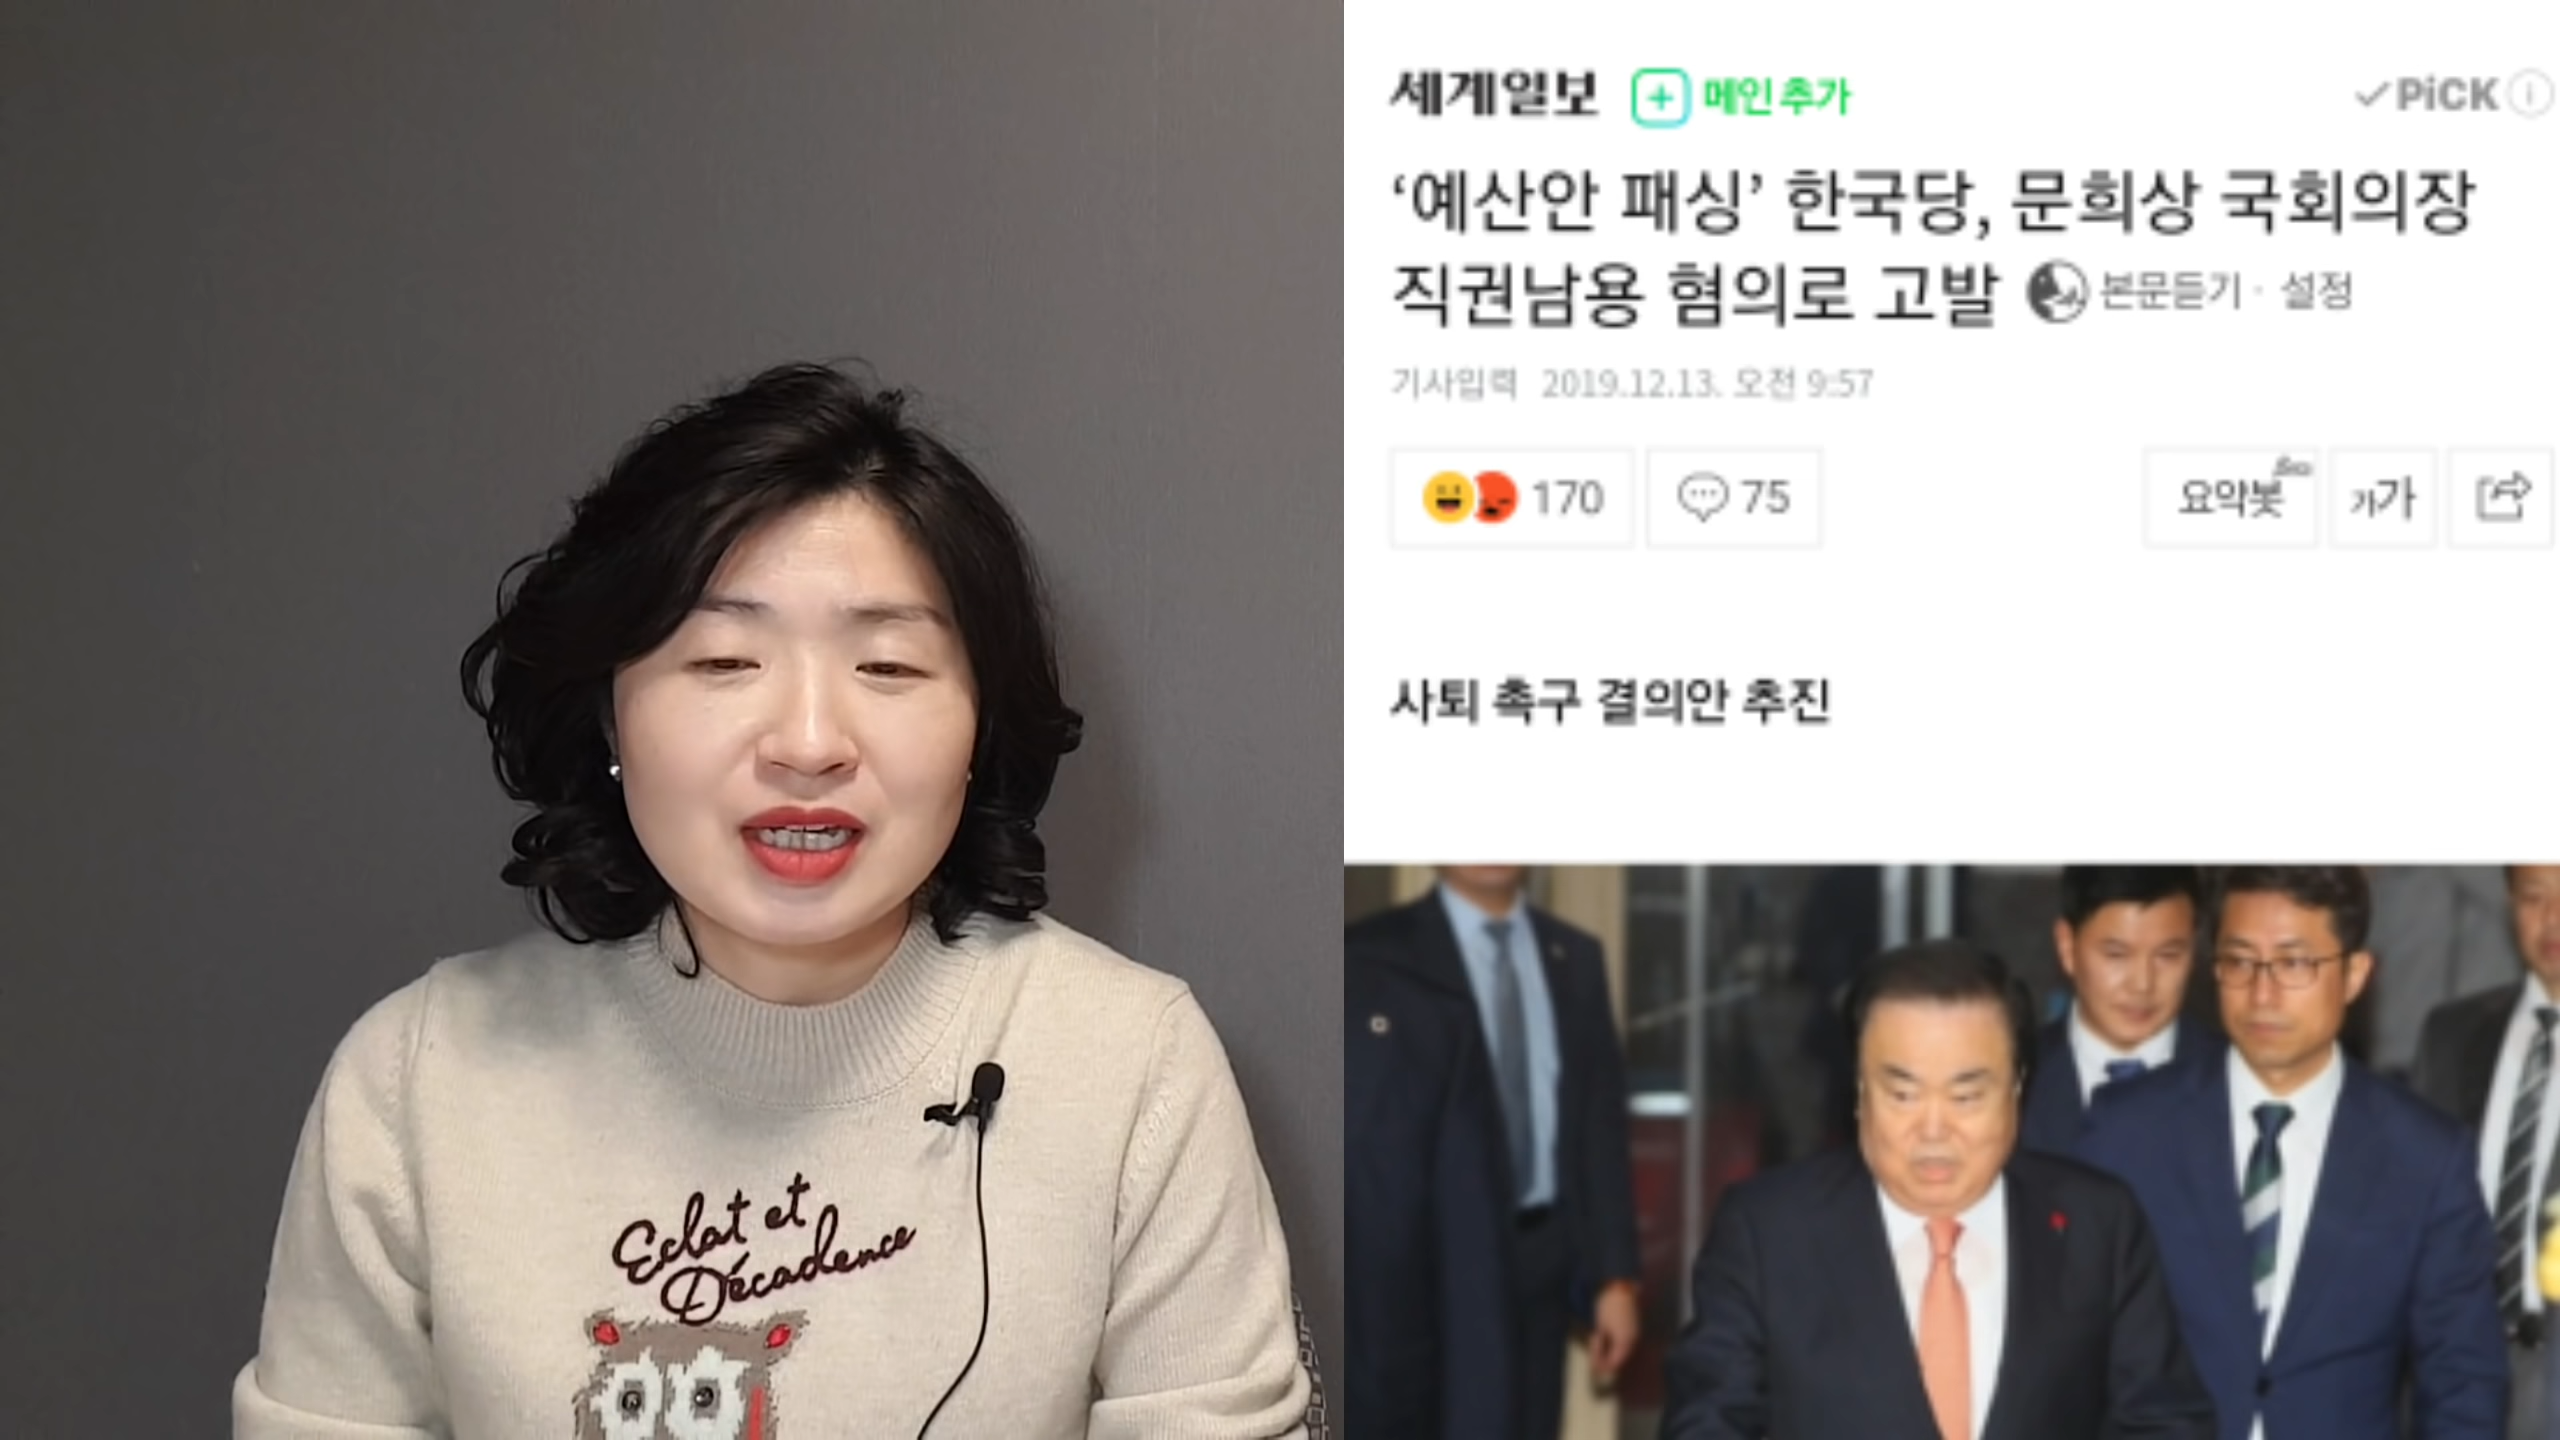 Eclat et
Décadence
세계일보 메인 추가 PiCK
‘예산안 패싱’ 한국당, 문희상 국회의장
직권남용 혐의로 고발 본문듣기 · 설정
기사입력 2019.12.13. 오전 9:57
170 75 요약봇 가가
사퇴 촉구 결의안 추진